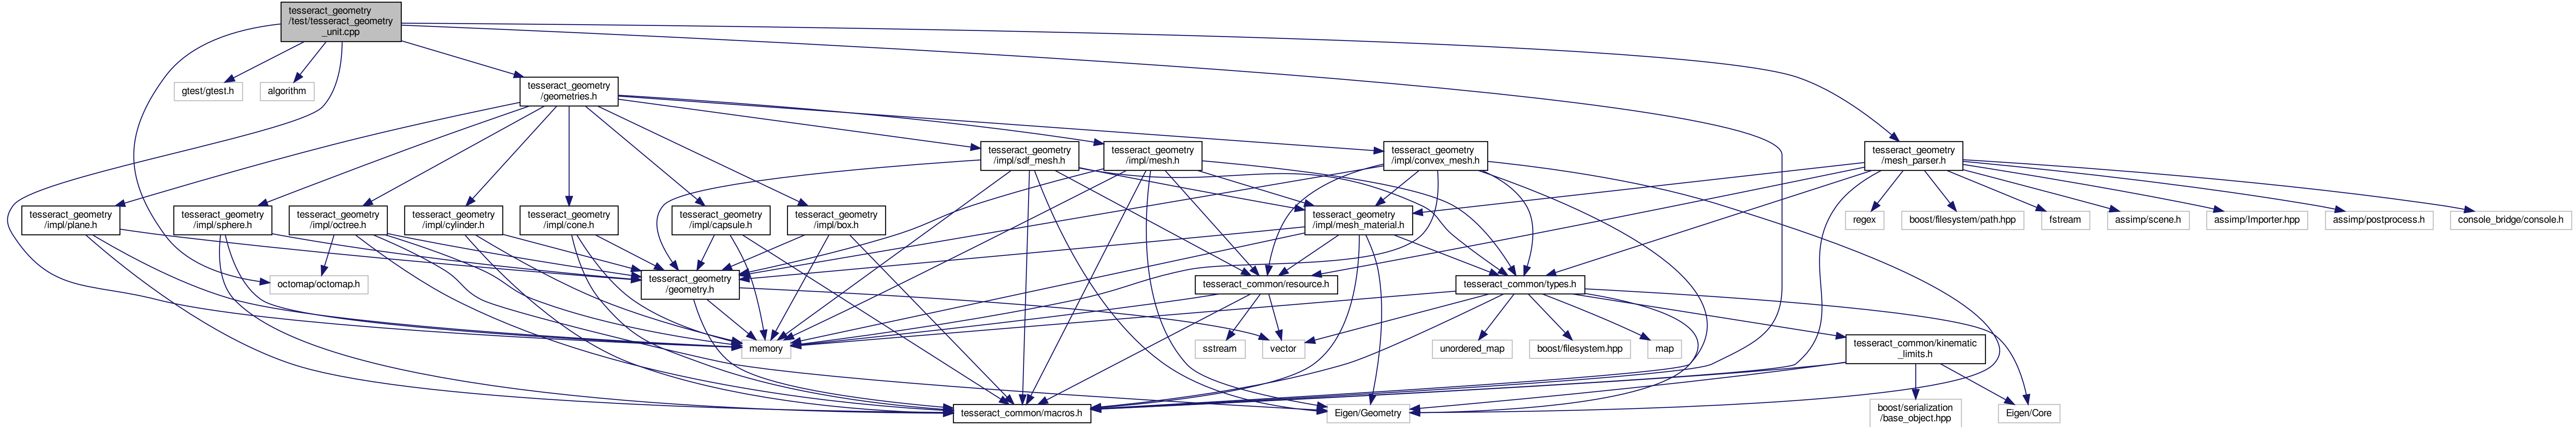 tesseract_geometry
/test/tesseract_geometry
_unit.cpp
gtest/gtest.h
algorithm
tesseract_geometry
/geometries.h
tesseract_geometry
/impl/sdf_mesh.h
tesseract_geometry
/impl/mesh.h
tesseract_geometry
/impl/convex_mesh.h
tesseract_geometry
/mesh_parser.h
tesseract_geometry
/impl/plane.h
tesseract_geometry
/impl/sphere.h
tesseract_geometry
/impl/octree.h
tesseract_geometry
/impl/cylinder.h
tesseract_geometry
/impl/cone.h
tesseract_geometry
/impl/capsule.h
tesseract_geometry
/impl/box.h
tesseract_geometry
/impl/mesh_material.h
regex
boost/filesystem/path.hpp
fstream
assimp/scene.h
assimp/Importer.hpp
assimp/postprocess.h
console_bridge/console.h
octomap/octomap.h
tesseract_geometry
/geometry.h
tesseract_common/resource.h
tesseract_common/types.h
memory
sstream
vector
unordered_map
boost/filesystem.hpp
map
tesseract_common/kinematic
_limits.h
tesseract_common/macros.h
Eigen/Geometry
boost/serialization
/base_object.hpp
Eigen/Core